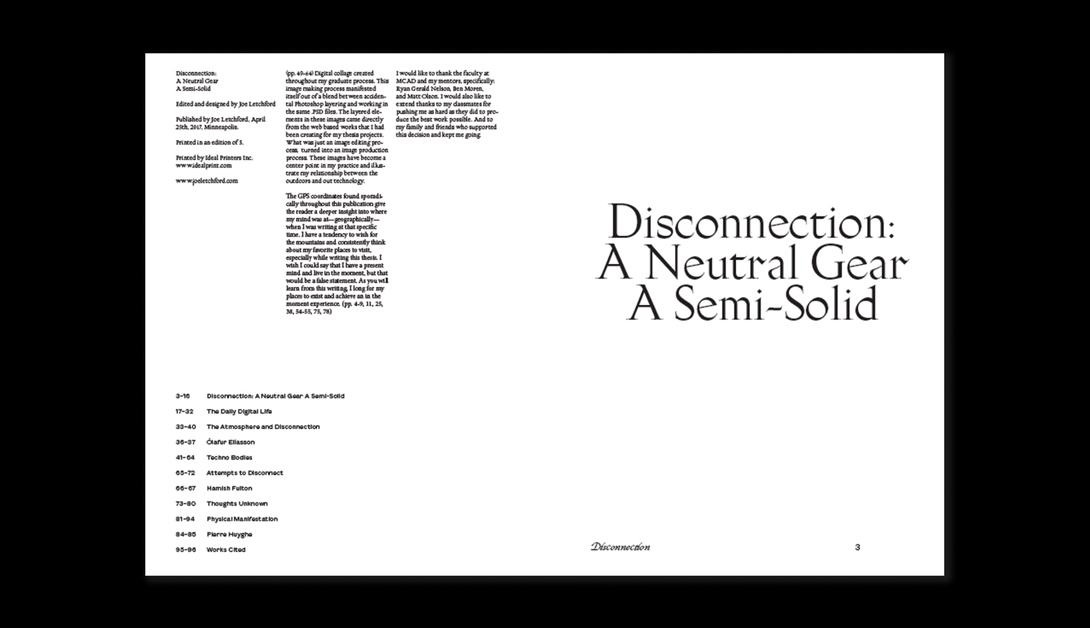 Disconnection:
A Neutral Gear
A Semi-Solid
Edited and designed by Joe Letchford
Published by Joe Letchford, April
25th, 2017, Minneapolis.
Printed in an edition of 5.
Printed by Ideal Printers Inc.
www.idealprint.com
www.joeletchford.com
(pp. 49-64) Digital collage created
throughout my graduate process. This
image making process manifested
itself out of a blend between acciden-
tal Photoshop layering and working in
the same .PSD files. The layered ele-
ments in these images came directly
from the web based works that I had
been creating for my thesis projects.
What was just an image editing pro-
cess, turned into an image production
process. These images have become a
center point in my practice and illus-
trate my relationship between the
outdoors and out technology.
The GPS coordinates found sporadi-
cally throughout this publication give
the reader a deeper insight into where
my mind was at—geographically—
when I was writing at that specific
time. I have a tendency to wish for
the mountains and consistently think
about my favorite places to visit,
especially while writing this thesis. I
wish I could say that I have a present
mind and live in the moment, but that
would be a false statement. As you will
learn from this writing, I long for my
places to exist and achieve an in the
moment experience. (pp. 4-9, 11, 25,
38, 54-55, 75, 78)
I would like to thank the faculty at
MCAD and my mentors, specifically:
Ryan Gerald Nelson, Ben Moren,
and Matt Olson. I would also like to
extend thanks to my classmates for
pushing me as hard as they did to pro-
duce the best work possible. And to
my family and friends who supported
this decision and kept me going.
3-16 Disconnection: A Neutral Gear A Semi-Solid
17-32 The Daily Digital Life
33-40 The Atmosphere and Disconnection
36-37 Ólafur Eliasson
41-64 Techno Bodies
65-72 Attempts to Disconnect
66-67 Hamish Fulton
73-80 Thoughts Unknown
81-94 Physical Manifestation
84-85 Pierre Huyghe
95-96 Works Cited
Disconnection:
A Neutral Gear
A Semi-Solid
Disconnection 3